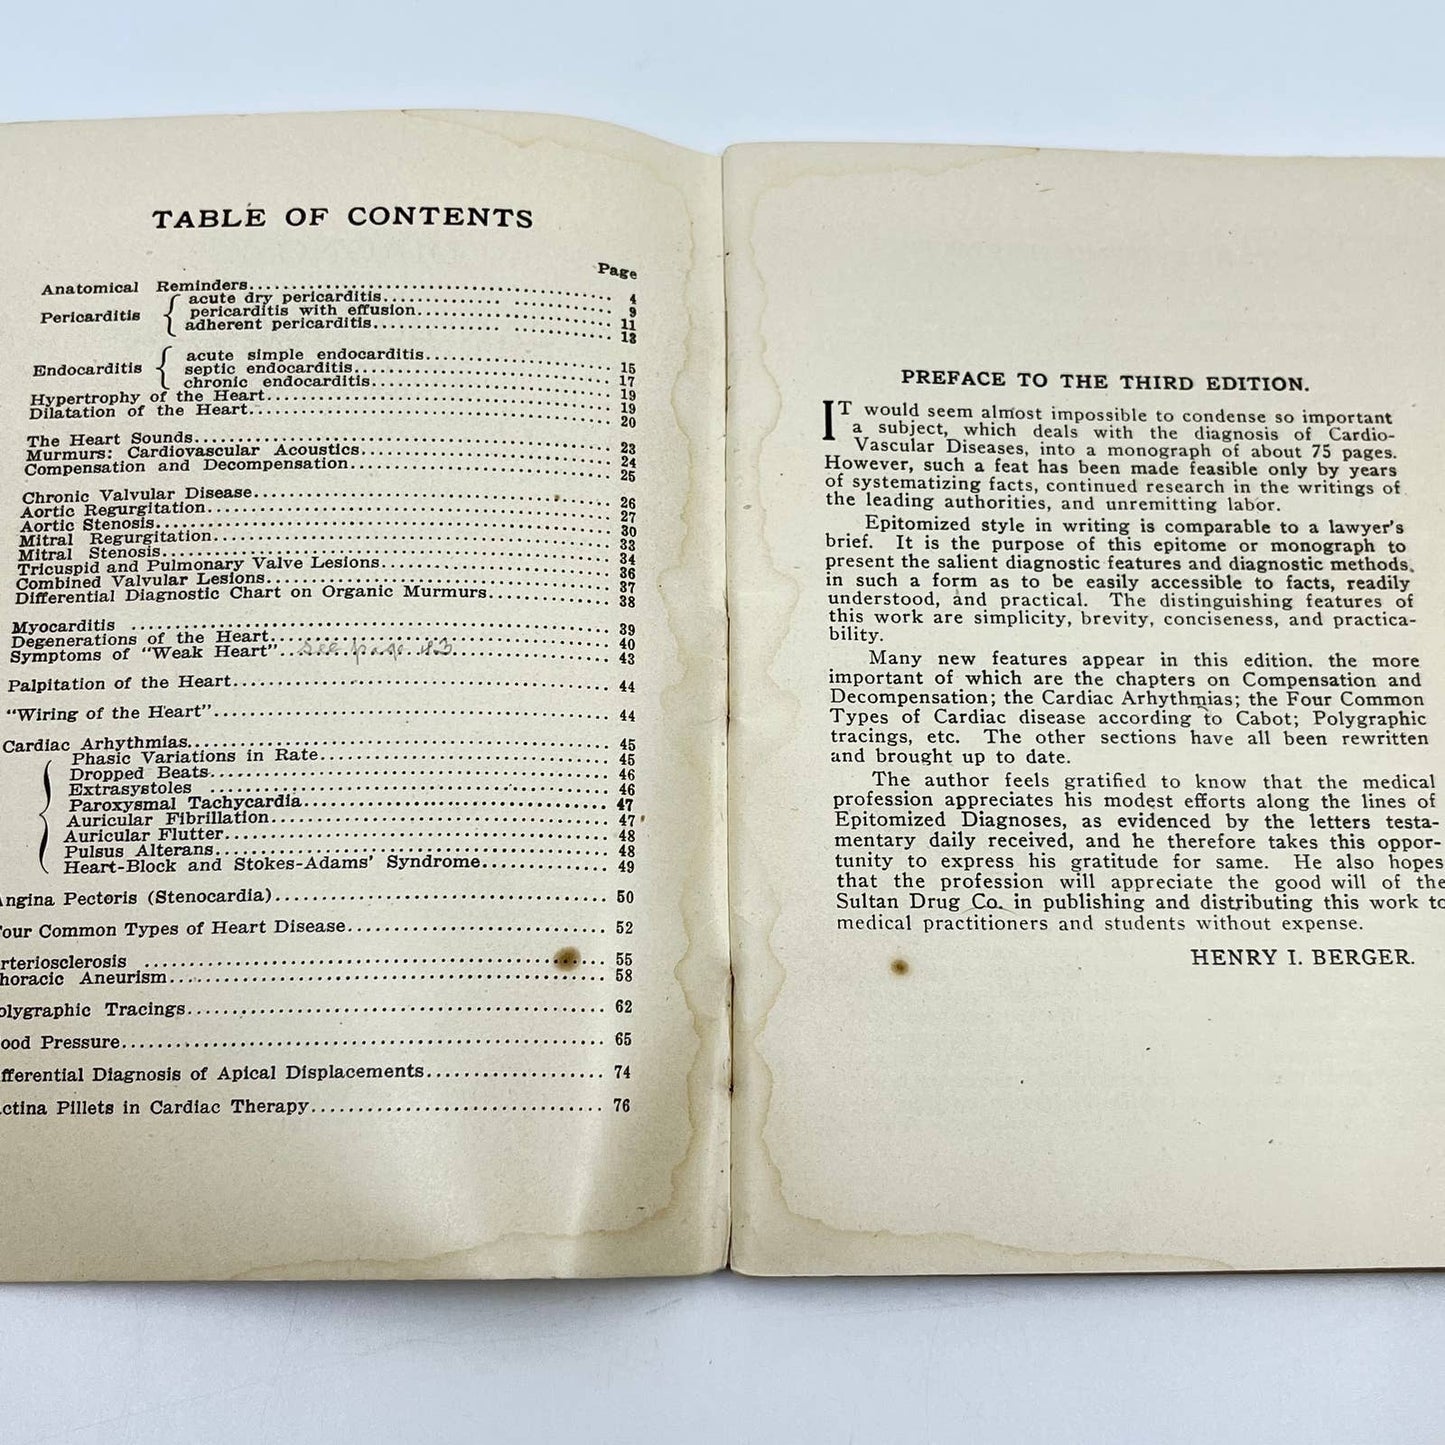 TABLE OF CONTENTS
Page
Anatomical Reminders 4
Pericarditis { acute dry pericarditis 9
pericarditis with effusion 11
adherent pericarditis 13
Endocarditis { acute simple endocarditis 15
septic endocarditis 17
chronic endocarditis 19
Hypertrophy of the Heart 19
Dilatation of the Heart 20
The Heart Sounds 23
Murmurs: Cardiovascular Acoustics 24
Compensation and Decompensation 25
Chronic Valvular Disease 26
Aortic Regurgitation 27
Aortic Stenosis 30
Mitral Regurgitation 33
Mitral Stenosis 34
Tricuspid and Pulmonary Valve Lesions 36
Combined Valvular Lesions 37
Differential Diagnostic Chart on Organic Murmurs 38
Myocarditis 39
Degenerations of the Heart 40
Symptoms of "Weak Heart" see page 43
Palpitation of the Heart 44
"Wiring of the Heart" 44
Cardiac Arhythmias 45
Phasic Variations in Rate 45
Dropped Beats 46
Extrasystoles 46
Paroxysmal Tachycardia 47
Auricular Fibrillation 47
Auricular Flutter 48
Pulsus Alterans 48
Heart-Block and Stokes-Adams' Syndrome 49
ngina Pectoris (Stenocardia) 50
our Common Types of Heart Disease 52
rteriosclerosis 55
horacic Aneurism 58
olygraphic Tracings 62
ood Pressure 65
fferential Diagnosis of Apical Displacements 74
ctina Pillets in Cardiac Therapy 76
PREFACE TO THE THIRD EDITION.
IT would seem almost impossible to condense so important
a subject, which deals with the diagnosis of Cardio-
Vascular Diseases, into a monograph of about 75 pages.
However, such a feat has been made feasible only by years
of systematizing facts, continued research in the writings of
the leading authorities, and unremitting labor.
Epitomized style in writing is comparable to a lawyer's
brief. It is the purpose of this epitome or monograph to
present the salient diagnostic features and diagnostic methods,
in such a form as to be easily accessible to facts, readily
understood, and practical. The distinguishing features of
this work are simplicity, brevity, conciseness, and practica-
bility.
Many new features appear in this edition, the more
important of which are the chapters on Compensation and
Decompensation; the Cardiac Arhythmias; the Four Common
Types of Cardiac disease according to Cabot; Polygraphic
tracings, etc. The other sections have all been rewritten
and brought up to date.
The author feels gratified to know that the medical
profession appreciates his modest efforts along the lines of
Epitomized Diagnoses, as evidenced by the letters testa-
mentary daily received, and he therefore takes this oppor-
tunity to express his gratitude for same. He also hopes
that the profession will appreciate the good will of the
Sultan Drug Co. in publishing and distributing this work to
medical practitioners and students without expense.
HENRY I. BERGER.